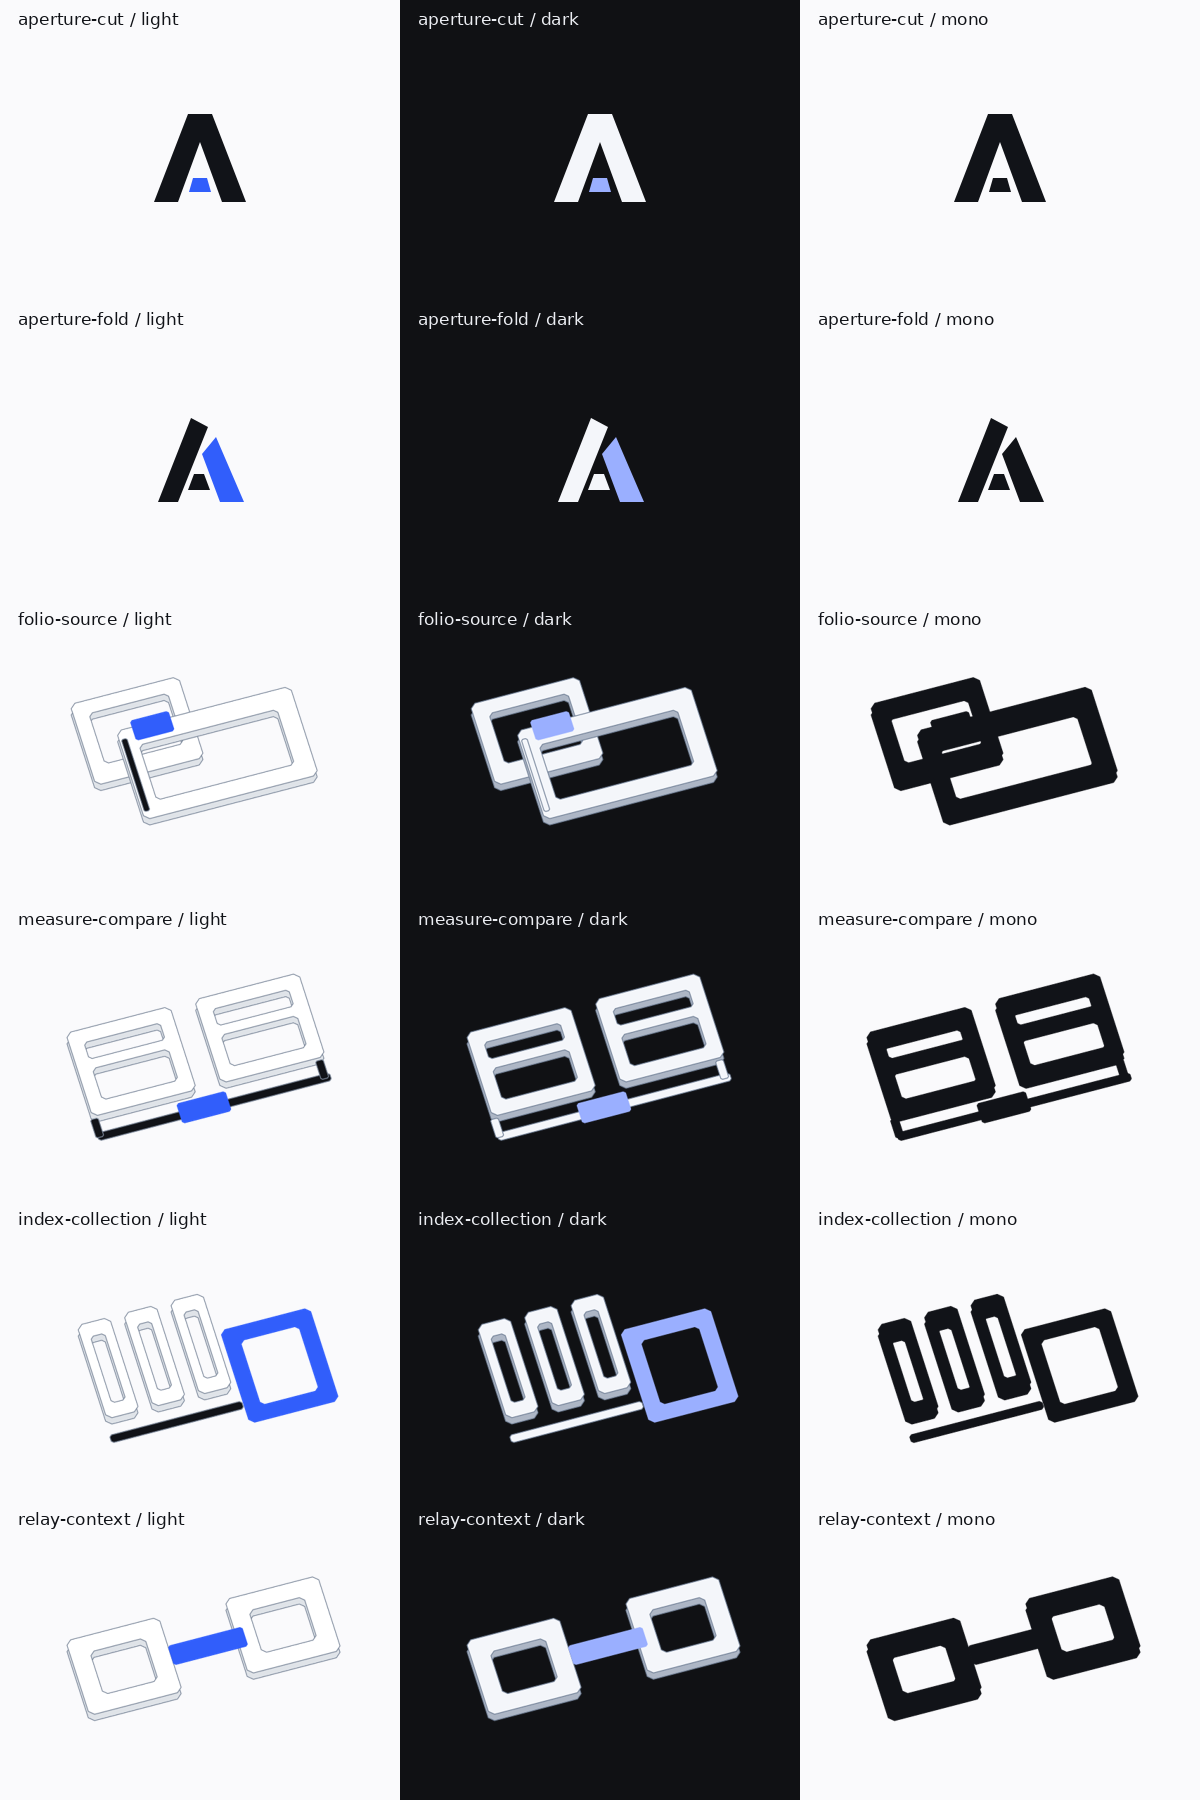 aperture-cut / light
aperture-cut / dark
aperture-cut / mono
aperture-fold / light
aperture-fold / dark
aperture-fold / mono
folio-source / light
folio-source / dark
folio-source / mono
measure-compare / light
measure-compare / dark
measure-compare / mono
index-collection / light
index-collection / dark
index-collection / mono
relay-context / light
relay-context / dark
relay-context / mono